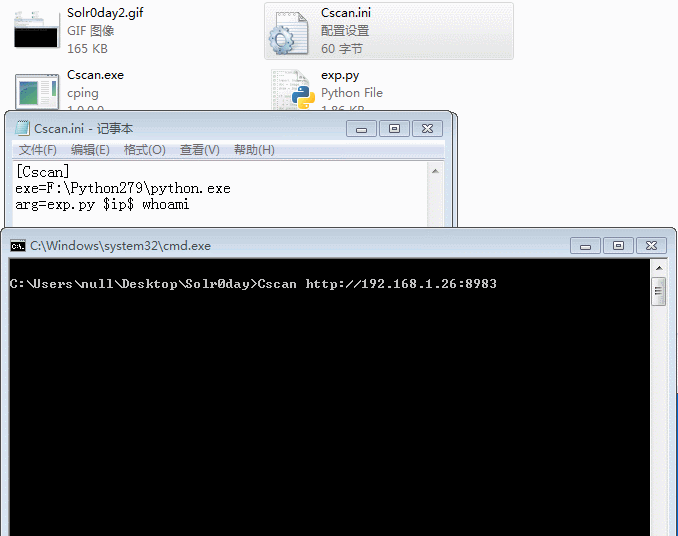 Solr0day2.gif
GIF 图像
165 KB
Cscan.ini
配置设置
60 字节
Cscan.exe
cping
1.0.0.0
exp.py
Python File
1.86 KB
Cscan.ini - 记事本
文件(F) 编辑(E) 格式(O) 查看(V) 帮助(H)
[Cscan]
exe=F:\Python279\python.exe
arg=exp.py $ip$ whoami
C:\Windows\system32\cmd.exe
C:\Users\null\Desktop\Solr0day>Cscan http://192.168.1.26:8983